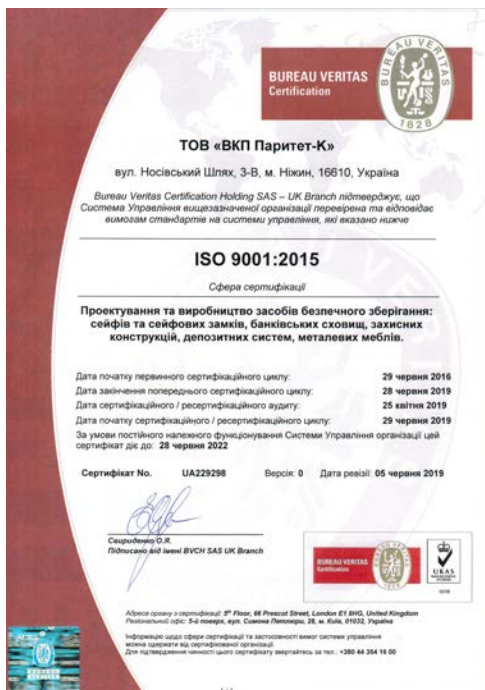 BUREAU VERITAS
Certification
BUREAU VERITAS
1828
ТОВ «ВКП Паритет-К»
вул. Носівський Шлях, 3-В, м. Ніжин, 16610, Україна
Bureau Veritas Certification Holding SAS – UK Branch підтверджує, що
Система Управління вищезазначеної організації перевірена та відповідає
вимогам стандартів на системи управління, які вказано нижче
ISO 9001:2015
Сфера сертифікації
Проектування та виробництво засобів безпечного зберігання:
сейфів та сейфових замків, банківських сховищ, захисних
конструкцій, депозитних систем, металевих меблів.
Дата початку первинного сертифікаційного циклу: 29 червня 2016
Дата закінчення попереднього сертифікаційного циклу: 28 червня 2019
Дата сертифікаційного / ресертифікаційного аудиту: 25 квітня 2019
Дата початку сертифікаційного / ресертифікаційного циклу: 29 червня 2019
За умови постійного належного функціонування Системи Управління організації цей
сертифікат діє до: 28 червня 2022
Сертифікат No. UA229298 Версія: 0 Дата ревізії: 05 червня 2019
Свириденко О.Я.
Підписано від імені BVCH SAS UK Branch
BUREAU VERITAS
Certification
UKAS
Адреса органу з сертифікації: 5th Floor, 66 Prescot Street, London E1 8HG, United Kingdom
Регіональний офіс: 5-й поверх, вул. Симона Петлюри, 28, м. Київ, 01032, Україна
Інформацію щодо сфери сертифікації та застосовності вимог системи управління
можна одержати від сертифікованої організації.
Для підтвердження чинності цього сертифікату звертайтесь за тел.: +380 44 354 16 00